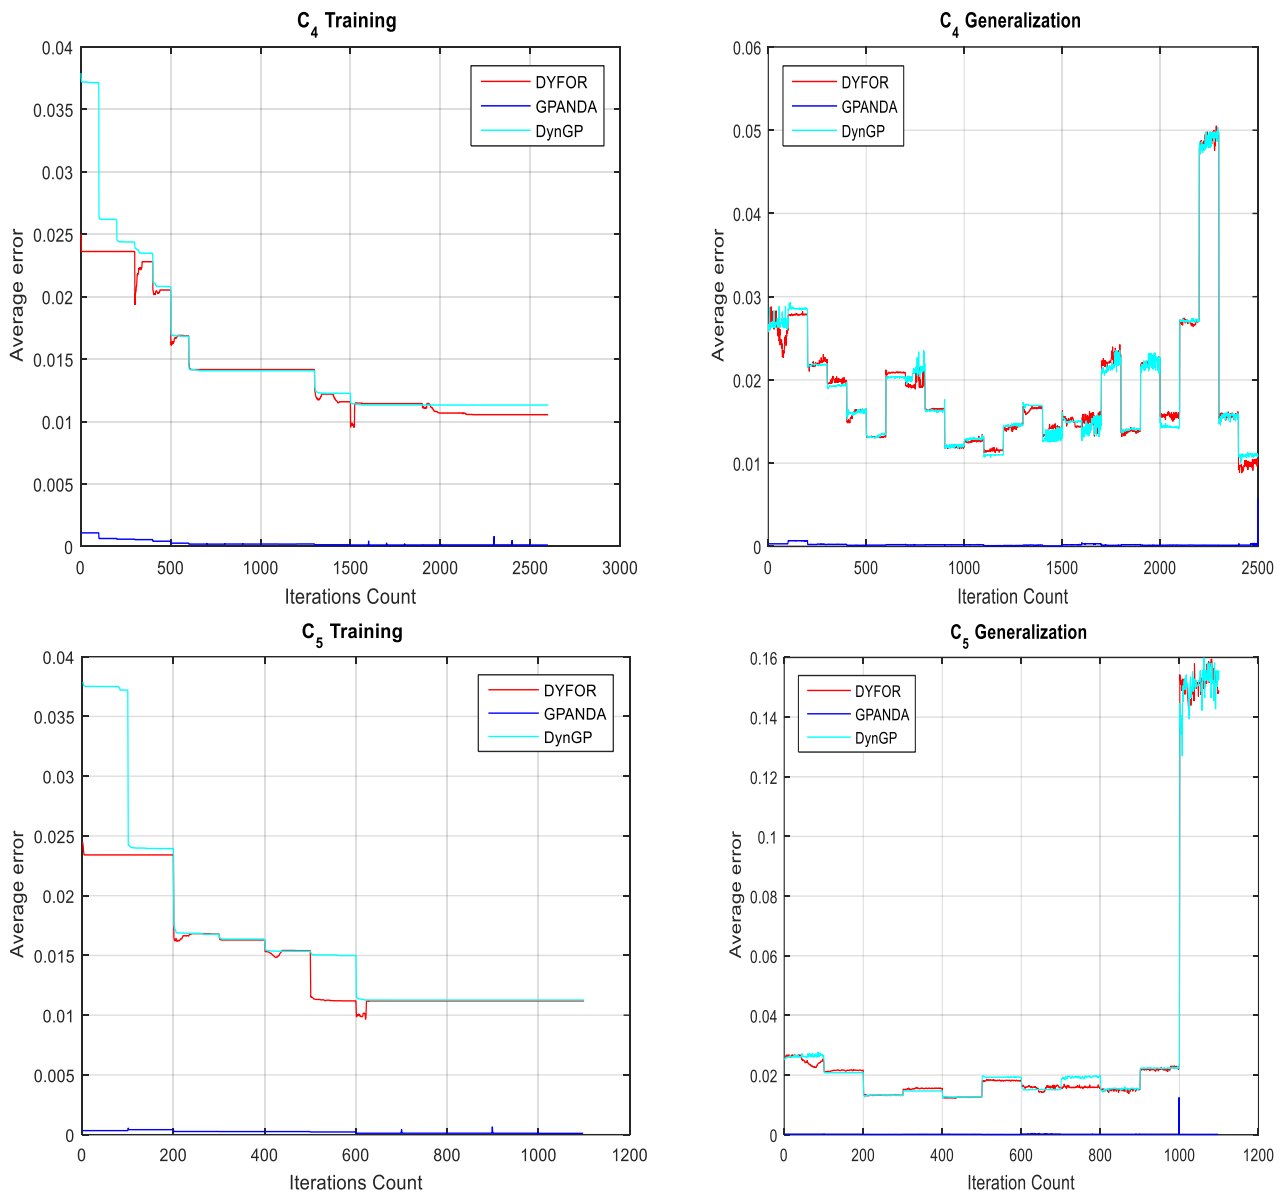 C4 Training
0.04
0.035
0.03
0.025
0.02
0.015
0.01
0.005
0
Average error
DYFOR
GPANDA
DynGP
0 500 1000 1500 2000 2500 3000
Iterations Count
C4 Generalization
0.06
0.05
0.04
0.03
0.02
0.01
0
Average error
DYFOR
GPANDA
DynGP
0 500 1000 1500 2000 2500
Iteration Count
C5 Training
0.04
0.035
0.03
0.025
0.02
0.015
0.01
0.005
0
Average error
DYFOR
GPANDA
DynGP
0 200 400 600 800 1000 1200
Iterations Count
C5 Generalization
0.16
0.14
0.12
0.1
0.08
0.06
0.04
0.02
0
Average error
DYFOR
GPANDA
DynGP
0 200 400 600 800 1000 1200
Iteration Count